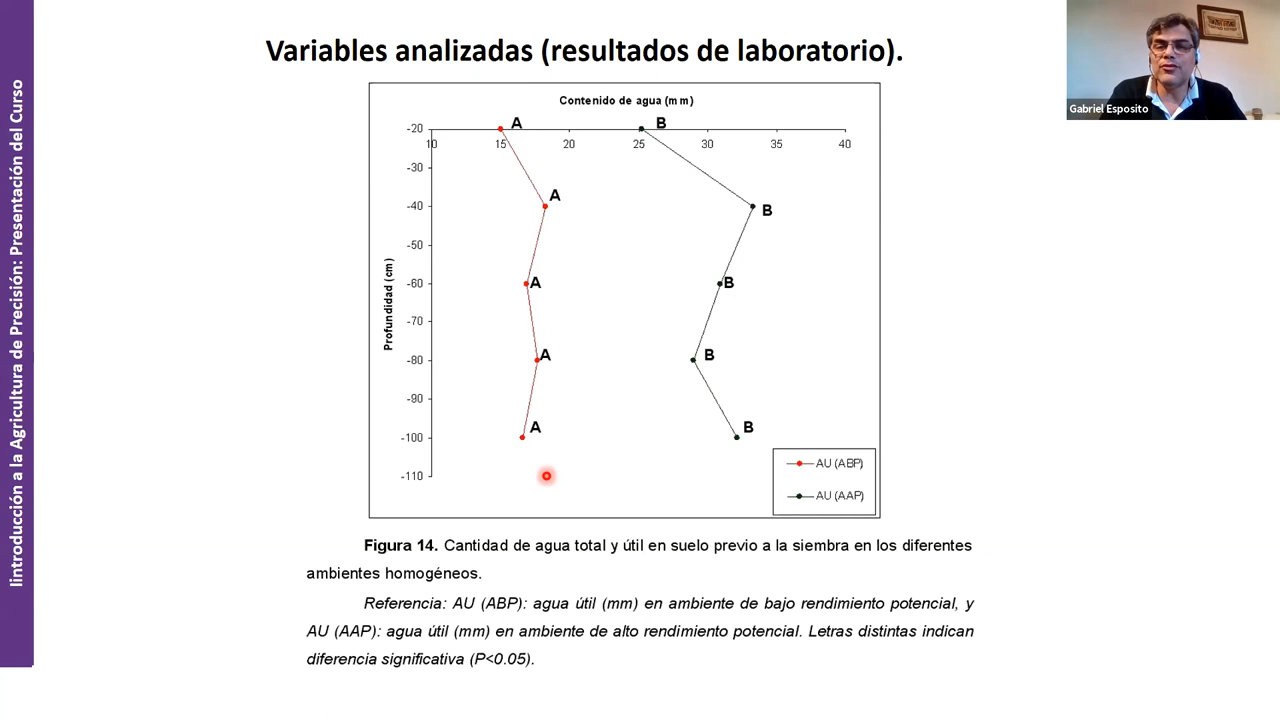 Iintroducción a la Agricultura de Precisión: Presentación del Curso
Variables analizadas (resultados de laboratorio).
Gabriel Esposito
Contenido de agua (mm)
10 15 20 25 30 35 40
Profundidad (cm)
-20
-30
-40
-50
-60
-70
-80
-90
-100
-110
A B
A B
A B
A B
A B
AU (ABP)
AU (AAP)
Figura 14. Cantidad de agua total y útil en suelo previo a la siembra en los diferentes
ambientes homogéneos.
Referencia: AU (ABP): agua útil (mm) en ambiente de bajo rendimiento potencial, y
AU (AAP): agua útil (mm) en ambiente de alto rendimiento potencial. Letras distintas indican
diferencia significativa (P<0.05).